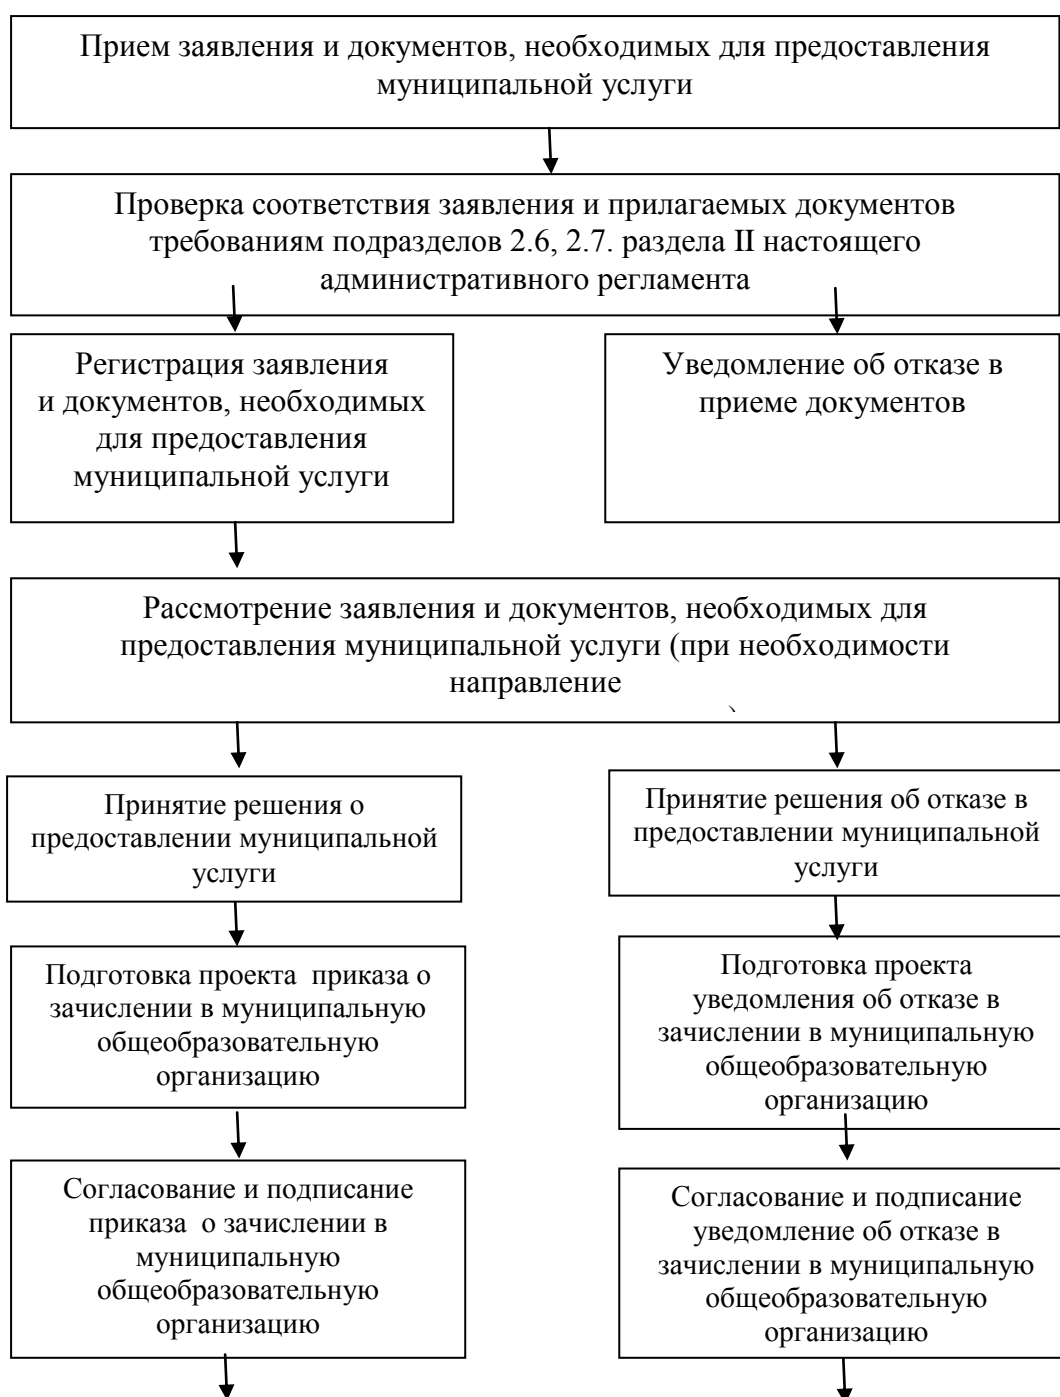 Прием заявления и документов, необходимых для предоставления
муниципальной услуги
Проверка соответствия заявления и прилагаемых документов
требованиям подразделов 2.6, 2.7. раздела II настоящего
административного регламента
Регистрация заявления
и документов, необходимых
для предоставления
муниципальной услуги
Уведомление об отказе в
приеме документов
Рассмотрение заявления и документов, необходимых для
предоставления муниципальной услуги (при необходимости
направление
Принятие решения о
предоставлении муниципальной
услуги
Принятие решения об отказе в
предоставлении муниципальной
услуги
Подготовка проекта  приказа о
зачислении в муниципальную
общеобразовательную
организацию
Подготовка проекта
уведомления об отказе в
зачислении в муниципальную
общеобразовательную
организацию
Согласование и подписание
приказа  о зачислении в
муниципальную
общеобразовательную
организацию
Согласование и подписание
уведомление об отказе в
зачислении в муниципальную
общеобразовательную
организацию